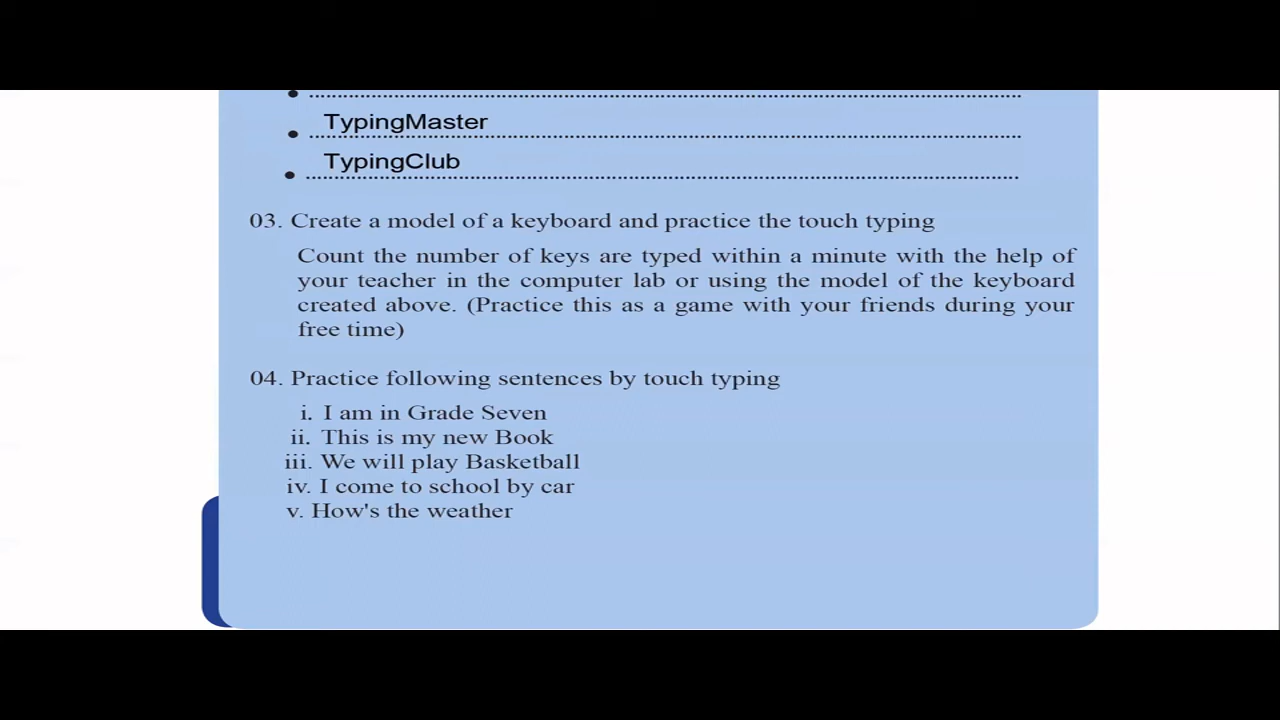 TypingMaster
TypingClub
03. Create a model of a keyboard and practice the touch typing
Count the number of keys are typed within a minute with the help of
your teacher in the computer lab or using the model of the keyboard
created above. (Practice this as a game with your friends during your
free time)
04. Practice following sentences by touch typing
i. I am in Grade Seven
ii. This is my new Book
iii. We will play Basketball
iv. I come to school by car
v. How's the weather